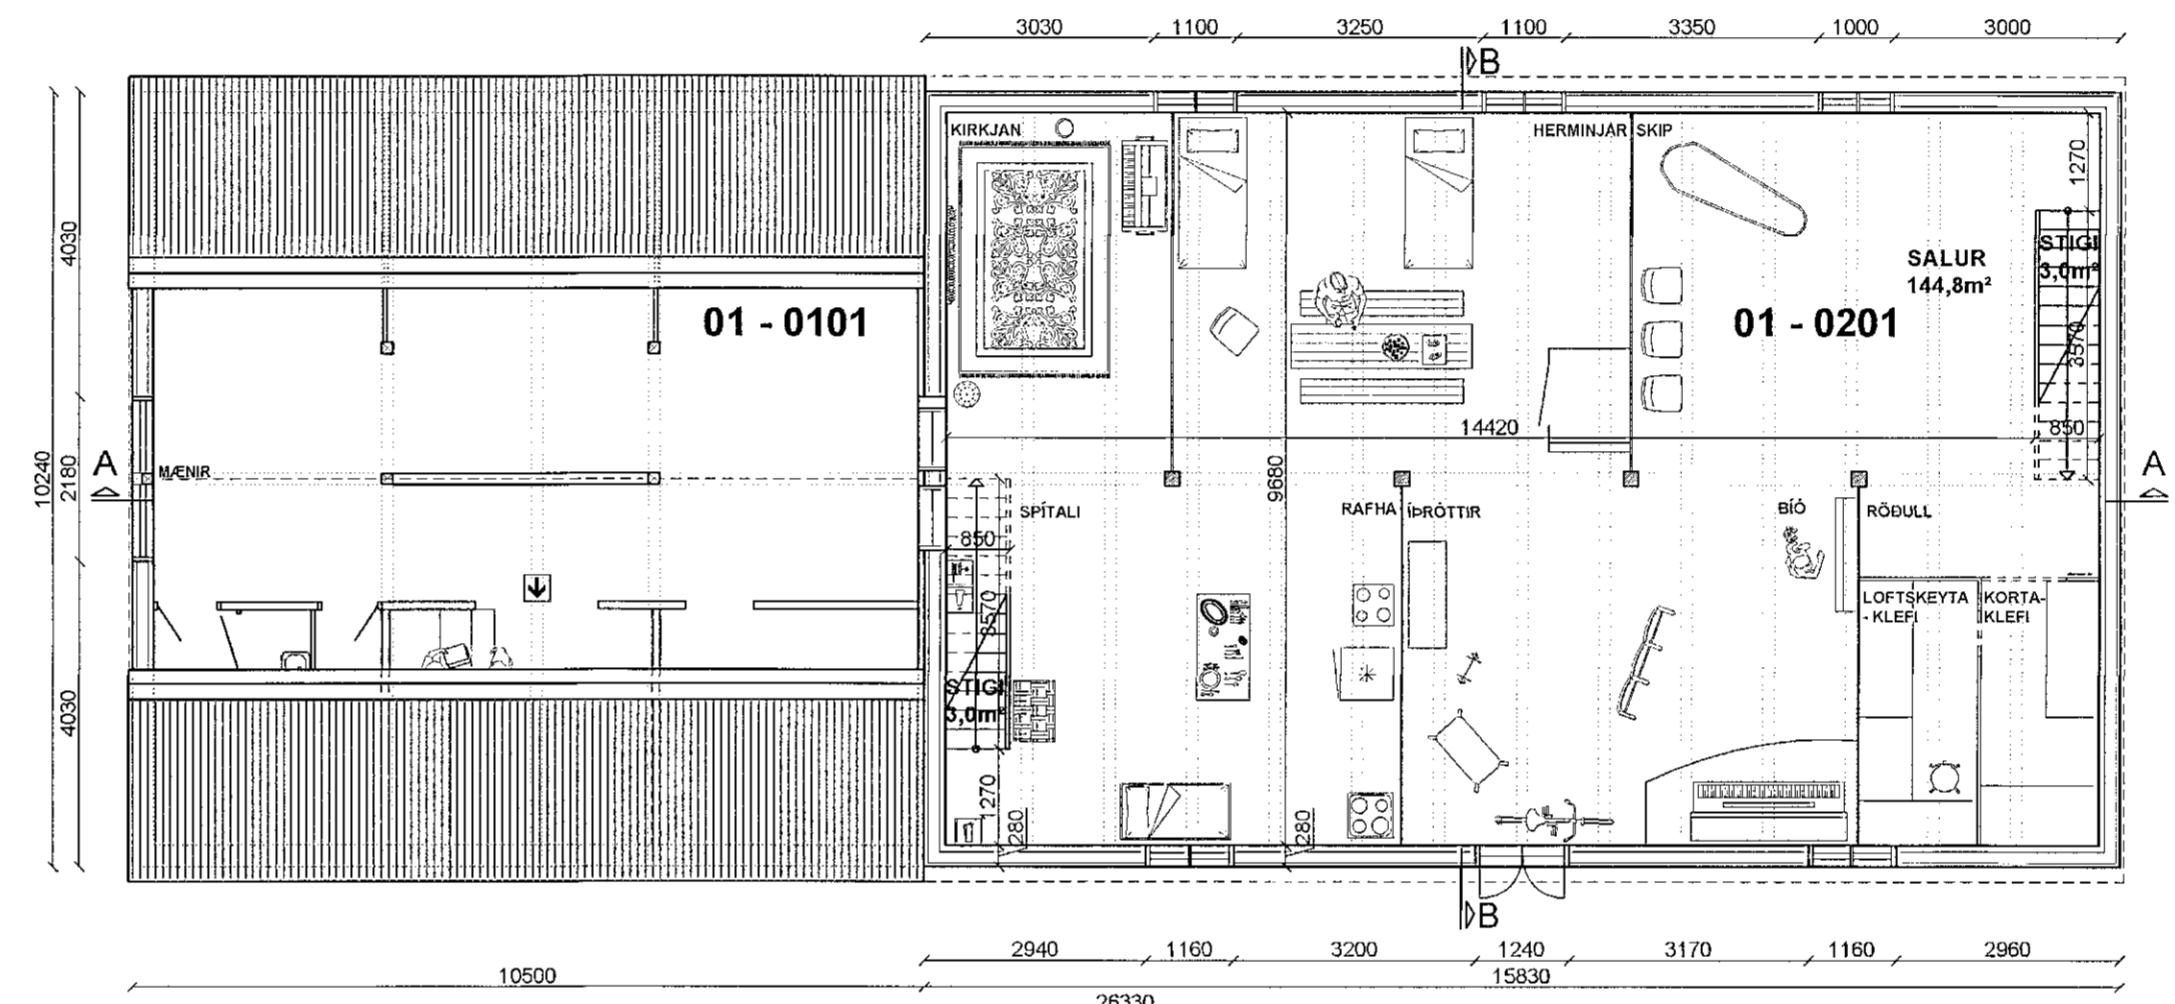 3030 1100 3250 1100 3350 1000 3000
B
KIRKJAN
HERMINJAR
SKIP
1270
4030
STIGI
3,0m²
SALUR
144,8m²
01 - 0101
01 - 0201
3570
14420
850
A
MÆNIR
10240
2180
9680
A
SPÍTALI
RAFHA
ÍÞRÓTTIR
BÍÓ
RÖÐULL
850
LOFTSKEYTA
- KLEFI
KORTA-
KLEFI
3570
STIGI
3,0m²
4030
1270
280
280
B
2940 1160 3200 1240 3170 1160 2960
10500
15830
26330